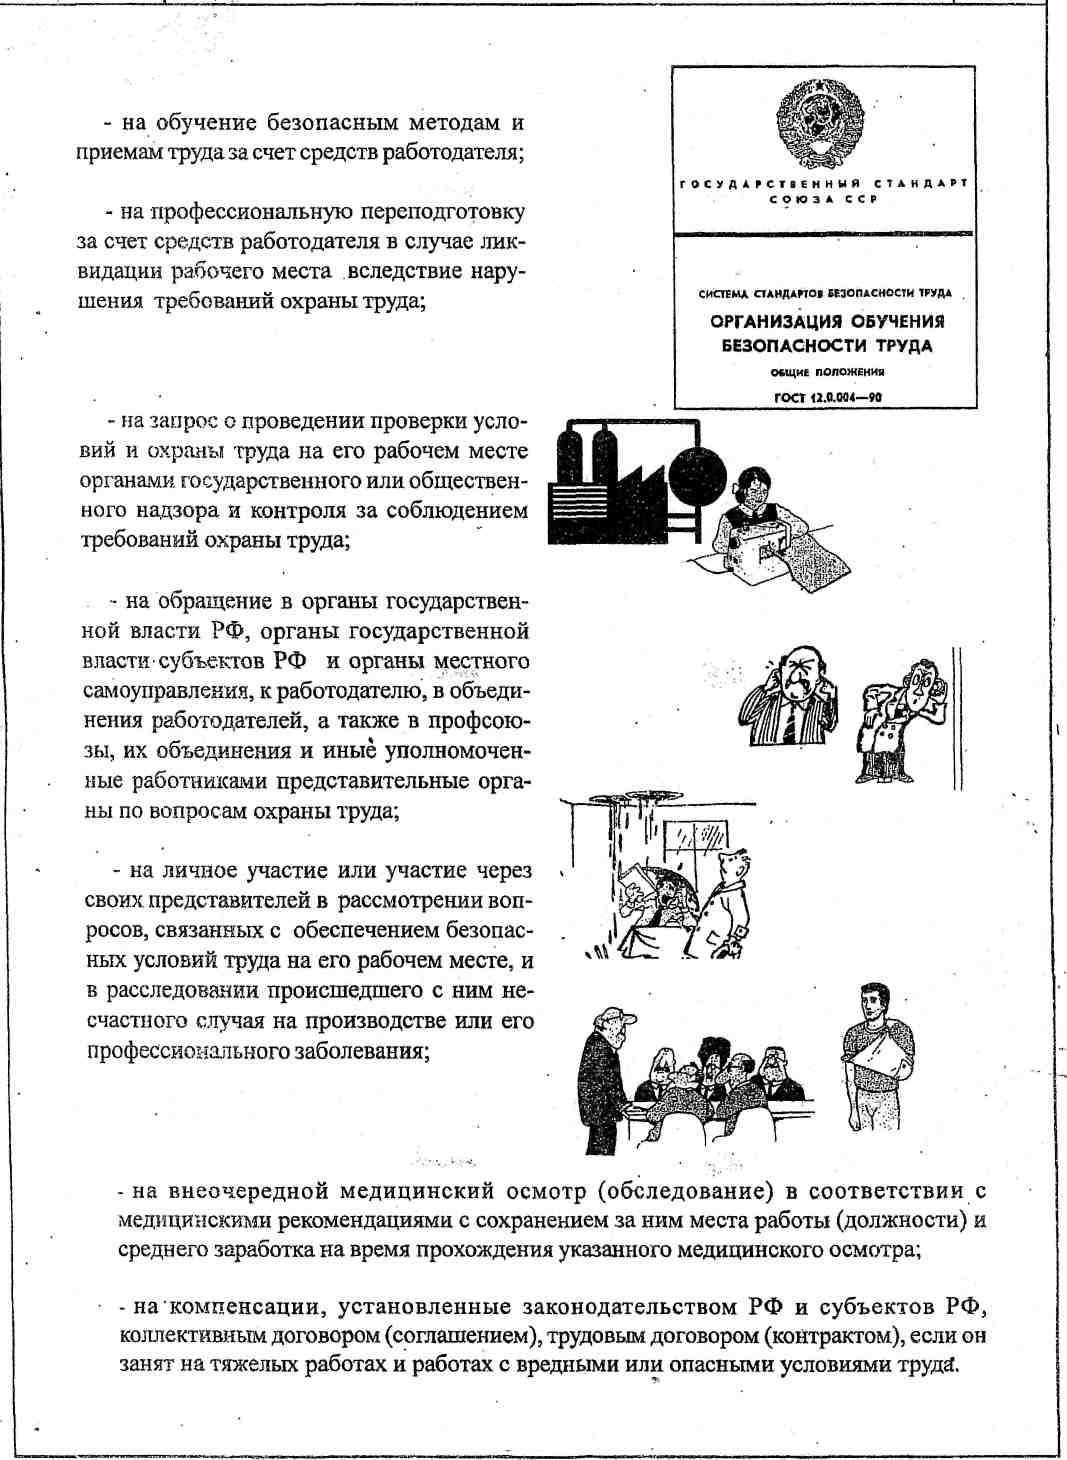 - на обучение безопасным методам и
приемам труда за счет средств работодателя;
- на профессиональную переподготовку
за счет средств работодателя в случае лик-
видации рабочего места вследствие нару-
шения требований охраны труда;
ГОСУДАРСТВЕННЫЙ СТАНДАРТ
СОЮЗА ССР
СИСТЕМА СТАНДАРТОВ БЕЗОПАСНОСТИ ТРУДА
ОРГАНИЗАЦИЯ ОБУЧЕНИЯ
БЕЗОПАСНОСТИ ТРУДА
ОБЩИЕ ПОЛОЖЕНИЯ
ГОСТ 12.0.004—90
- на запрос о проведении проверки усло-
вий и охраны труда на его рабочем месте
органами государственного или обществен-
ного надзора и контроля за соблюдением
требований охраны труда;
- на обращение в органы государствен-
ной власти РФ, органы государственной
власти субъектов РФ и органы местного
самоуправления, к работодателю, в объеди-
нения работодателей, а также в профсою-
зы, их объединения и иные уполномочен-
ные работниками представительные орга-
ны по вопросам охраны труда;
- на личное участие или участие через
своих представителей в рассмотрении воп-
росов, связанных с обеспечением безопас-
ных условий труда на его рабочем месте, и
в расследовании происшедшего с ним не-
счастного случая на производстве или его
профессионального заболевания;
- на внеочередной медицинский осмотр (обследование) в соответствии с
медицинскими рекомендациями с сохранением за ним места работы (должности) и
среднего заработка на время прохождения указанного медицинского осмотра;
- на компенсации, установленные законодательством РФ и субъектов РФ,
коллективным договором (соглашением), трудовым договором (контрактом), если он
занят на тяжелых работах и работах с вредными или опасными условиями труда.